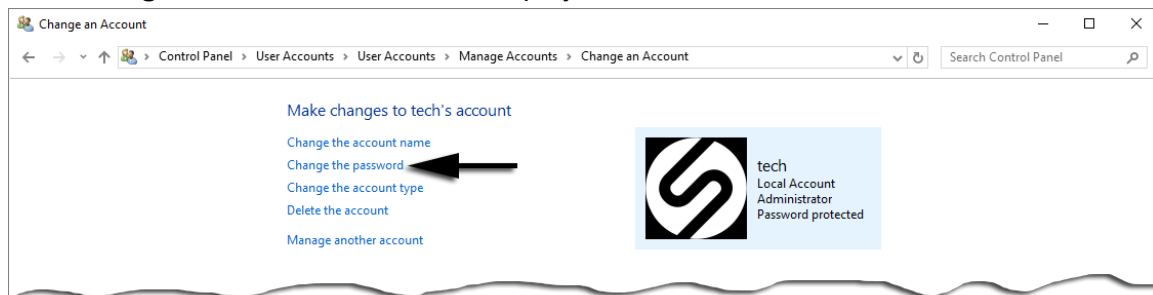 Change an Account
Control Panel > User Accounts > User Accounts > Manage Accounts > Change an Account
Search Control Panel
Make changes to tech's account
Change the account name
Change the password
Change the account type
Delete the account
Manage another account
tech
Local Account
Administrator
Password protected